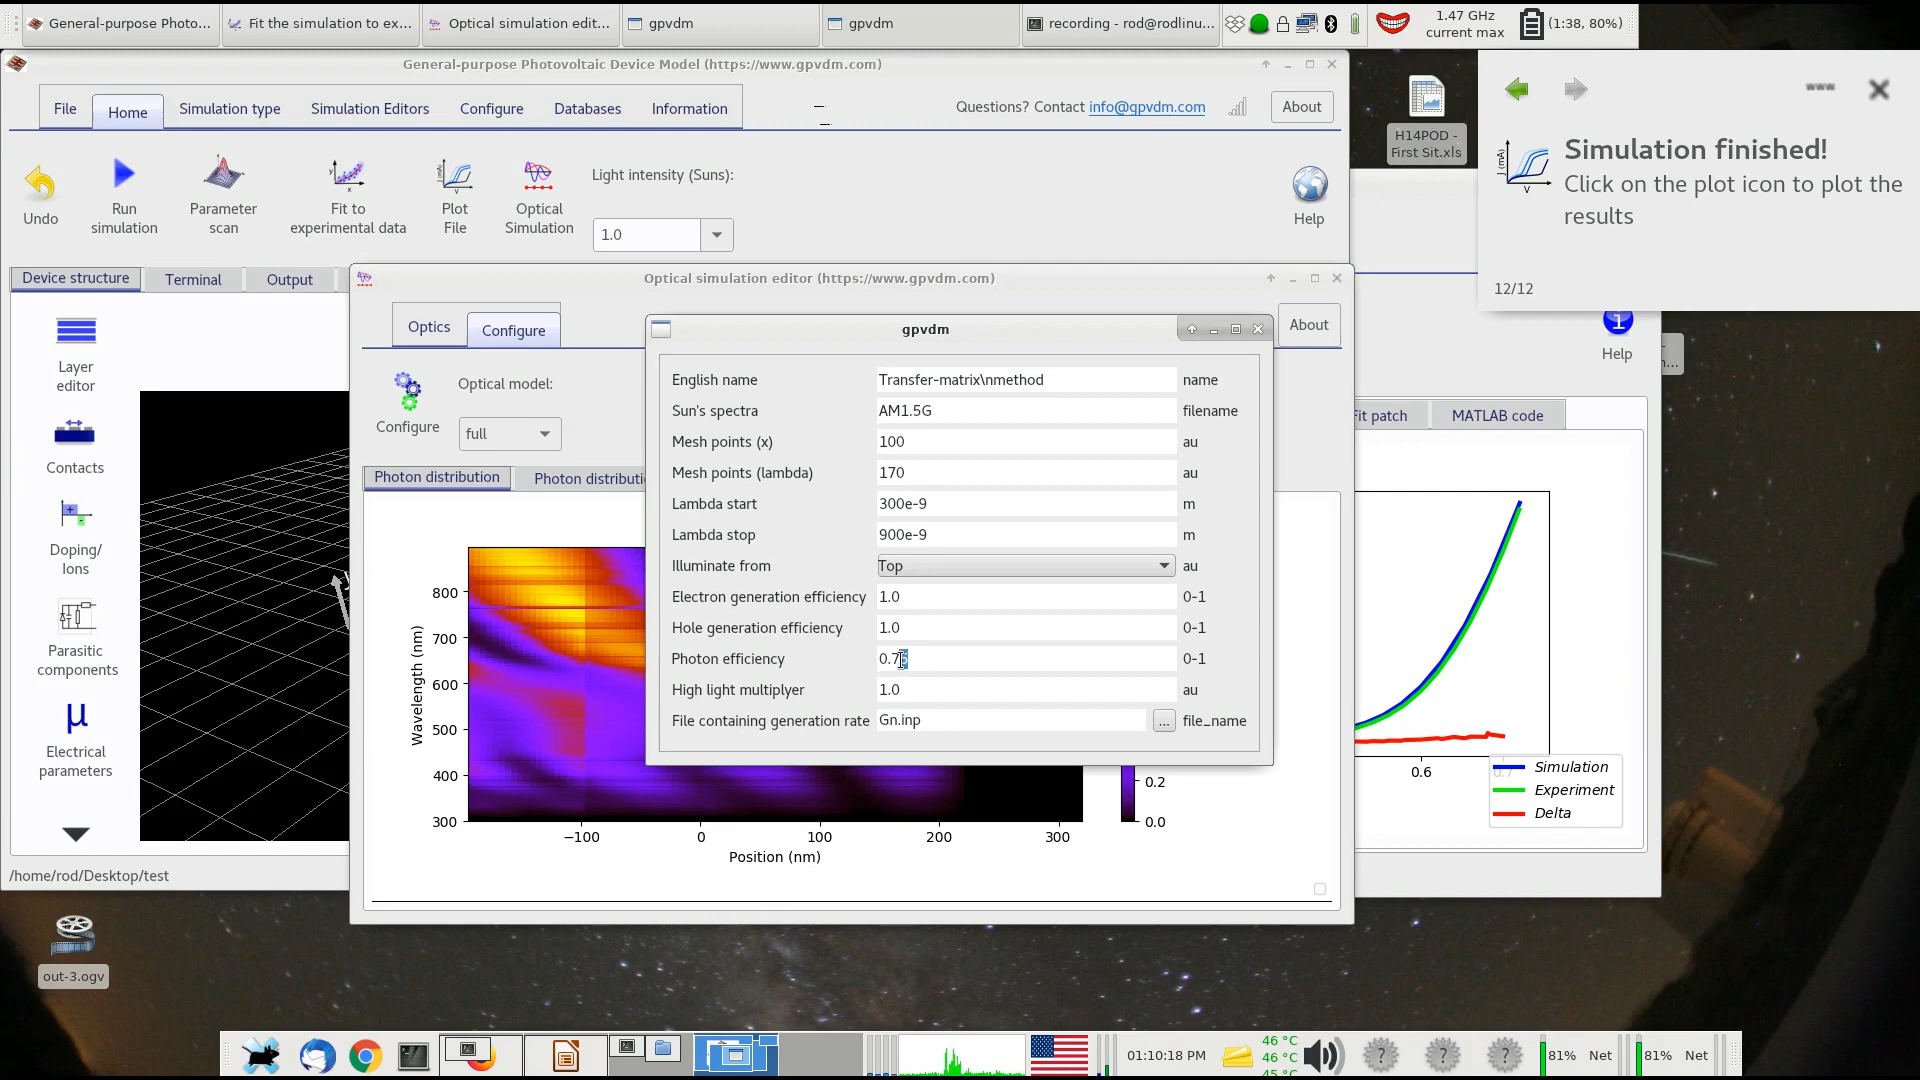 General-purpose Photo...
Fit the simulation to ex...
Optical simulation edit...
gpvdm
gpvdm
recording - rod@rodlinu...
1.47 GHz
current max
(1:38, 80%)
General-purpose Photovoltaic Device Model (https://www.gpvdm.com)
File
Home
Simulation type
Simulation Editors
Configure
Databases
Information
Questions? Contact info@gpvdm.com
About
Undo
Run
simulation
Parameter
scan
Fit to
experimental data
Plot
File
Optical
Simulation
Light intensity (Suns):
1.0
Help
H14POD -
First Sit.xls
www
Simulation finished!
Click on the plot icon to plot the
results
12/12
Device structure
Terminal
Output
Layer
editor
Contacts
Doping/
Ions
Parasitic
components
μ
Electrical
parameters
/home/rod/Desktop/test
Optical simulation editor (https://www.gpvdm.com)
Optics
Configure
About
Configure
Optical model:
full
Photon distribution
Photon distributi
Wavelength (nm)
800
700
600
500
400
300
−100
0
100
200
300
Position (nm)
0.2
0.0
gpvdm
English name
Transfer-matrix\nmethod
name
Sun's spectra
AM1.5G
filename
Mesh points (x)
100
au
Mesh points (lambda)
170
au
Lambda start
300e-9
m
Lambda stop
900e-9
m
Illuminate from
Top
au
Electron generation efficiency
1.0
0-1
Hole generation efficiency
1.0
0-1
Photon efficiency
0.7
0-1
High light multiplyer
1.0
au
File containing generation rate
Gn.inp
...
file_name
Help
Fit patch
MATLAB code
0.6
0.7
Simulation
Experiment
Delta
out-3.ogv
01:10:18 PM
46 °C
46 °C
45 °C
81%
Net
81%
Net